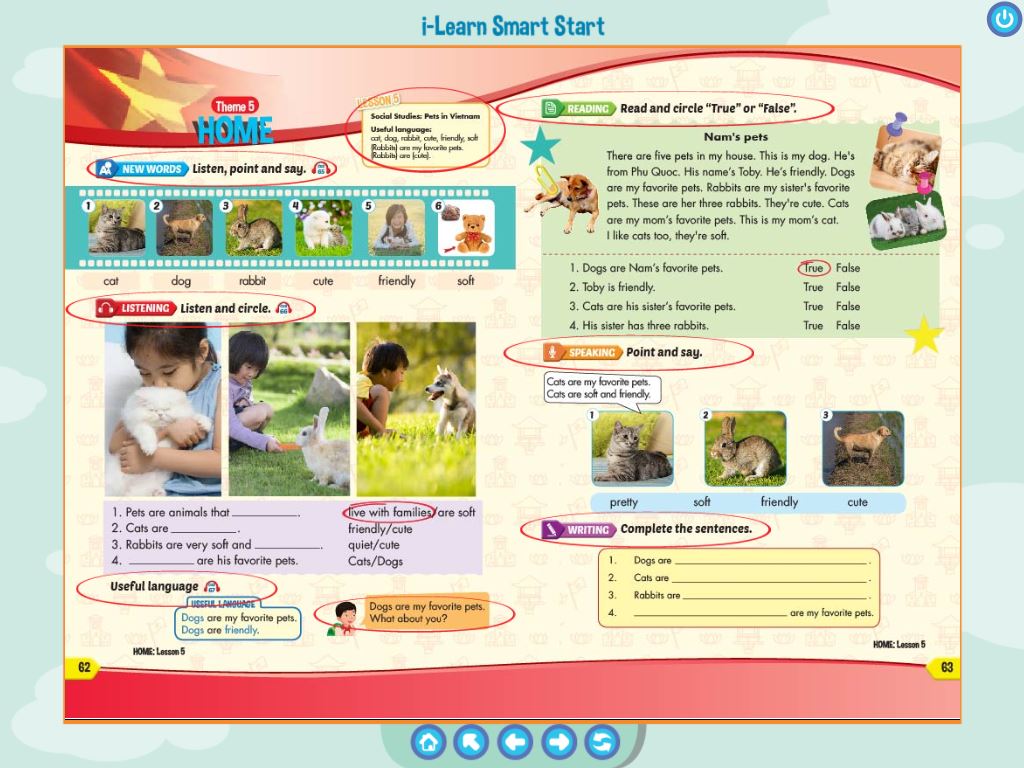 i-Learn Smart Start
Theme 5
HOME
LESSON 5
Social Studies: Pets in Vietnam
Useful language:
cat, dog, rabbit, cute, friendly, soft
(Rabbits) are my favorite pets.
(Rabbits) are (cute).
NEW WORDS Listen, point and say.
1 2 3 4 5 6
cat dog rabbit cute friendly soft
LISTENING Listen and circle.
1. Pets are animals that ____________. live with families/are soft
2. Cats are ____________. friendly/cute
3. Rabbits are very soft and ____________. quiet/cute
4. ____________ are his favorite pets. Cats/Dogs
Useful language
USEFUL LANGUAGE
Dogs are my favorite pets.
Dogs are friendly.
Dogs are my favorite pets.
What about you?
HOME: Lesson 5
62
READING Read and circle “True” or “False”.
Nam's pets
There are five pets in my house. This is my dog. He's
from Phu Quoc. His name's Toby. He's friendly. Dogs
are my favorite pets. Rabbits are my sister's favorite
pets. These are her three rabbits. They're cute. Cats
are my mom's favorite pets. This is my mom's cat.
I like cats too, they're soft.
1. Dogs are Nam's favorite pets. True False
2. Toby is friendly. True False
3. Cats are his sister's favorite pets. True False
4. His sister has three rabbits. True False
SPEAKING Point and say.
Cats are my favorite pets.
Cats are soft and friendly.
1 2 3
pretty soft friendly cute
WRITING Complete the sentences.
1. Dogs are ____________.
2. Cats are ____________.
3. Rabbits are ____________.
4. ____________ are my favorite pets.
HOME: Lesson 5
63